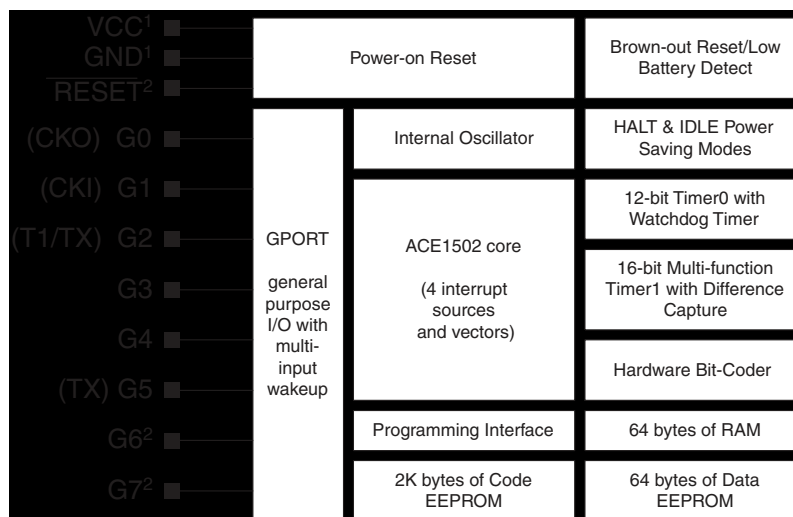 VCC1
GND1
RESET2
(CKO) G0
(CKI) G1
(T1/TX) G2
G3
G4
(TX) G5
G62
G72
Power-on Reset
Brown-out Reset/Low
Battery Detect
GPORT
general
purpose
I/O with
multi-
input
wakeup
Internal Oscillator
HALT & IDLE Power
Saving Modes
ACE1502 core
(4 interrupt
sources
and vectors)
12-bit Timer0 with
Watchdog Timer
16-bit Multi-function
Timer1 with Difference
Capture
Hardware Bit-Coder
Programming Interface
64 bytes of RAM
2K bytes of Code
EEPROM
64 bytes of Data
EEPROM